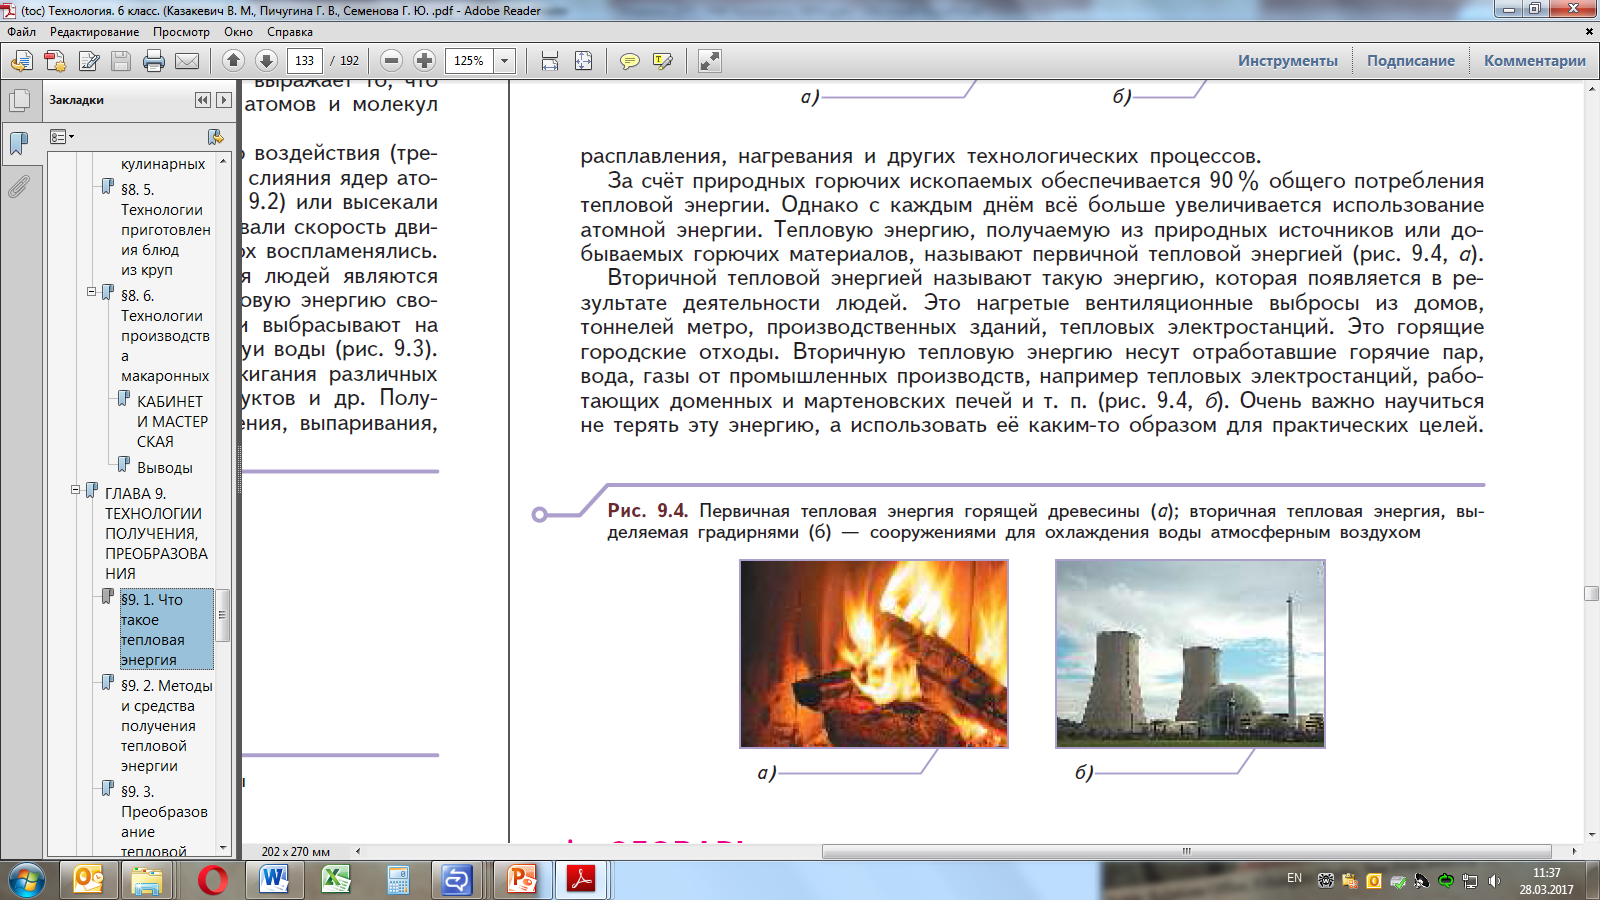 (toc) Технология. 6 класс. (Казакевич В. М., Пичугина Г. В., Семенова Г. Ю. .pdf - Adobe Reader
Файл Редактирование Просмотр Окно Справка
133 / 192 125% Инструменты Подписание Комментарии
Закладки
кулинарных
§8. 5.
Технологии
приготовлен
ия блюд
из круп
§8. 6.
Технологии
производств
а
макаронных
КАБИНЕТ
И МАСТЕР
СКАЯ
Выводы
ГЛАВА 9.
ТЕХНОЛОГИИ
ПОЛУЧЕНИЯ,
ПРЕОБРАЗОВА
НИЯ
§9. 1. Что
такое
тепловая
энергия
§9. 2. Методы
и средства
получения
тепловой
энергии
§9. 3.
Преобразов
ание
тепловой
выражает то, что
атомов и молекул
воздействия (тре-
слияния ядер ато-
9.2) или высекали
вали скорость дви-
ох воспламенялись.
я людей являются
овую энергию сво-
и выбрасывают на
уи воды (рис. 9.3).
жигания различных
уктов и др. Полу-
ения, выпаривания,
а) б)
расплавления, нагревания и других технологических процессов.
За счёт природных горючих ископаемых обеспечивается 90 % общего потребления
тепловой энергии. Однако с каждым днём всё больше увеличивается использование
атомной энергии. Тепловую энергию, получаемую из природных источников или до-
бываемых горючих материалов, называют первичной тепловой энергией (рис. 9.4, а).
Вторичной тепловой энергией называют такую энергию, которая появляется в ре-
зультате деятельности людей. Это нагретые вентиляционные выбросы из домов,
тоннелей метро, производственных зданий, тепловых электростанций. Это горящие
городские отходы. Вторичную тепловую энергию несут отработавшие горячие пар,
вода, газы от промышленных производств, например тепловых электростанций, рабо-
тающих доменных и мартеновских печей и т. п. (рис. 9.4, б). Очень важно научиться
не терять эту энергию, а использовать её каким-то образом для практических целей.
Рис. 9.4. Первичная тепловая энергия горящей древесины (а); вторичная тепловая энергия, вы-
деляемая градирнями (б) — сооружениями для охлаждения воды атмосферным воздухом
а) б)
202 x 270 мм
EN 11:37
28.03.2017